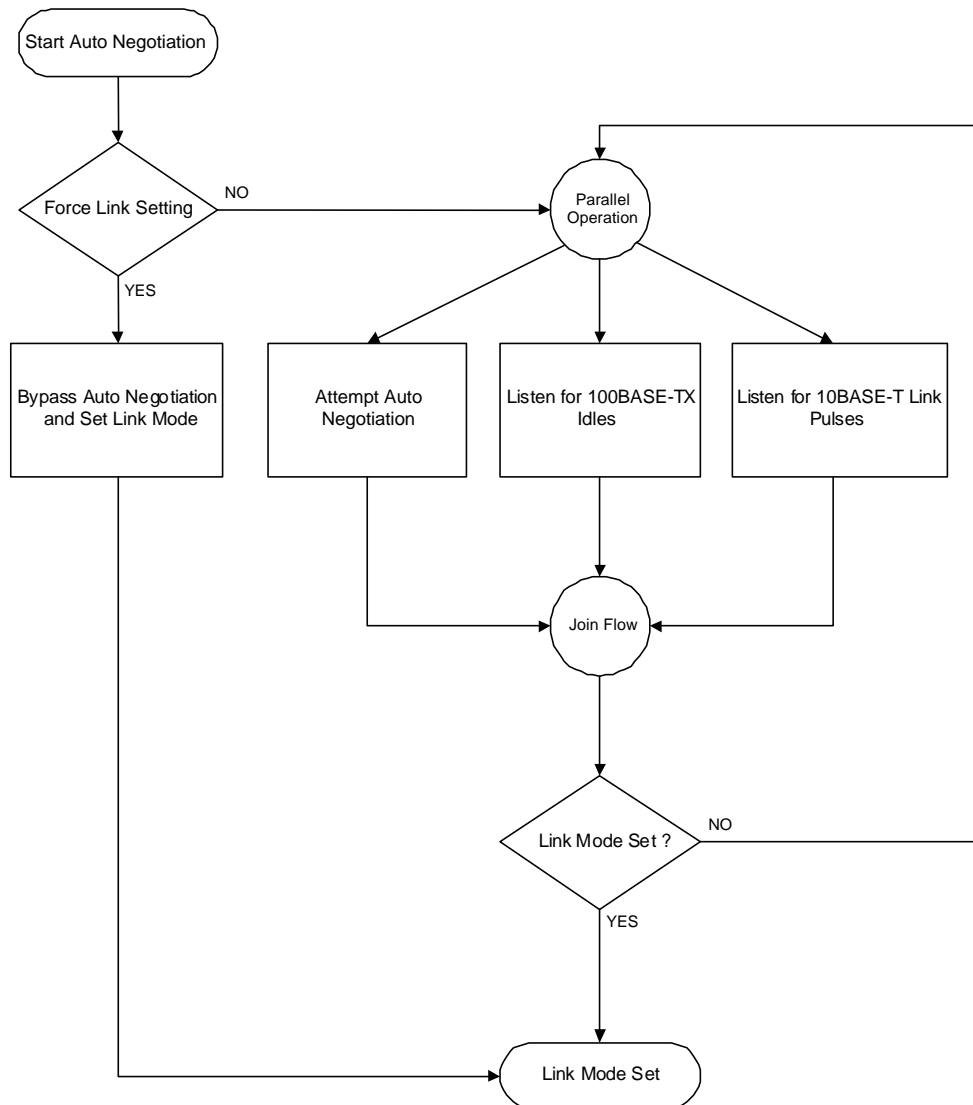 Start Auto Negotiation
Force Link Setting
NO
YES
Parallel
Operation
Bypass Auto Negotiation
and Set Link Mode
Attempt Auto
Negotiation
Listen for 100BASE-TX
Idles
Listen for 10BASE-T Link
Pulses
Join Flow
Link Mode Set ?
NO
YES
Link Mode Set